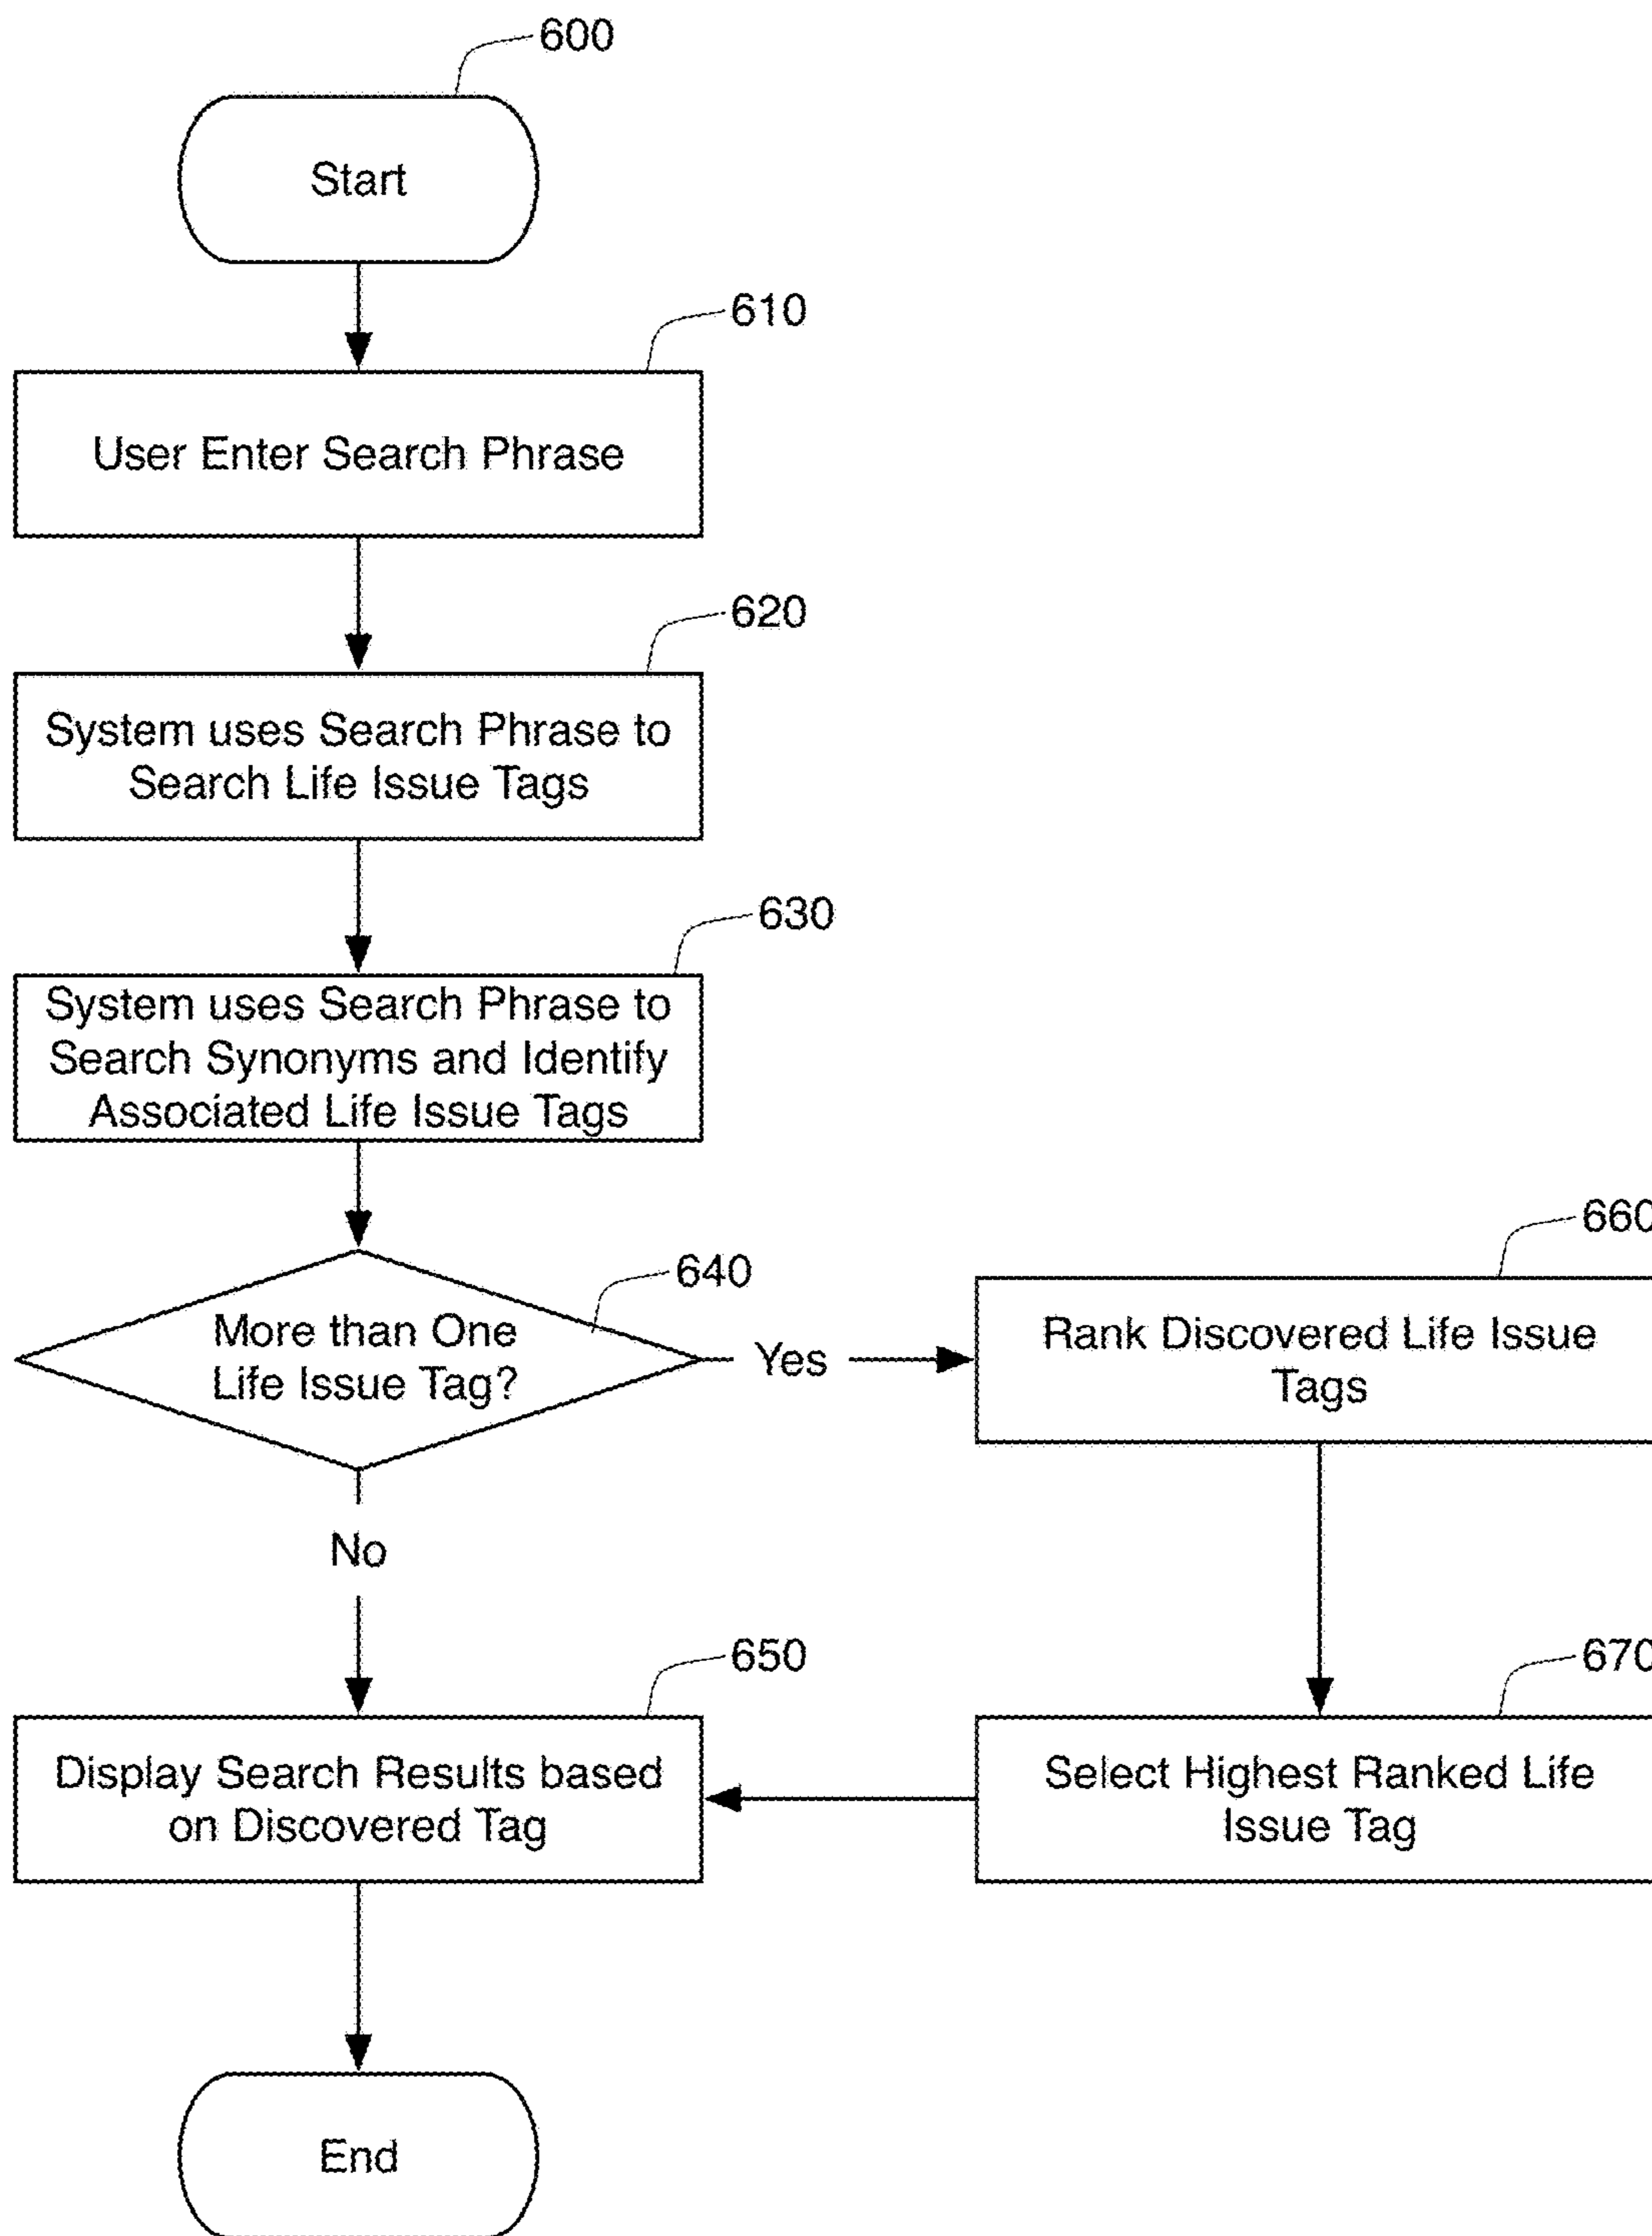 600
Start
610
User Enter Search Phrase
620
System uses Search Phrase to
Search Life Issue Tags
630
System uses Search Phrase to
Search Synonyms and Identify
Associated Life Issue Tags
640
More than One
Life Issue Tag?
Yes
660
Rank Discovered Life Issue
Tags
No
650
Display Search Results based
on Discovered Tag
670
Select Highest Ranked Life
Issue Tag
End